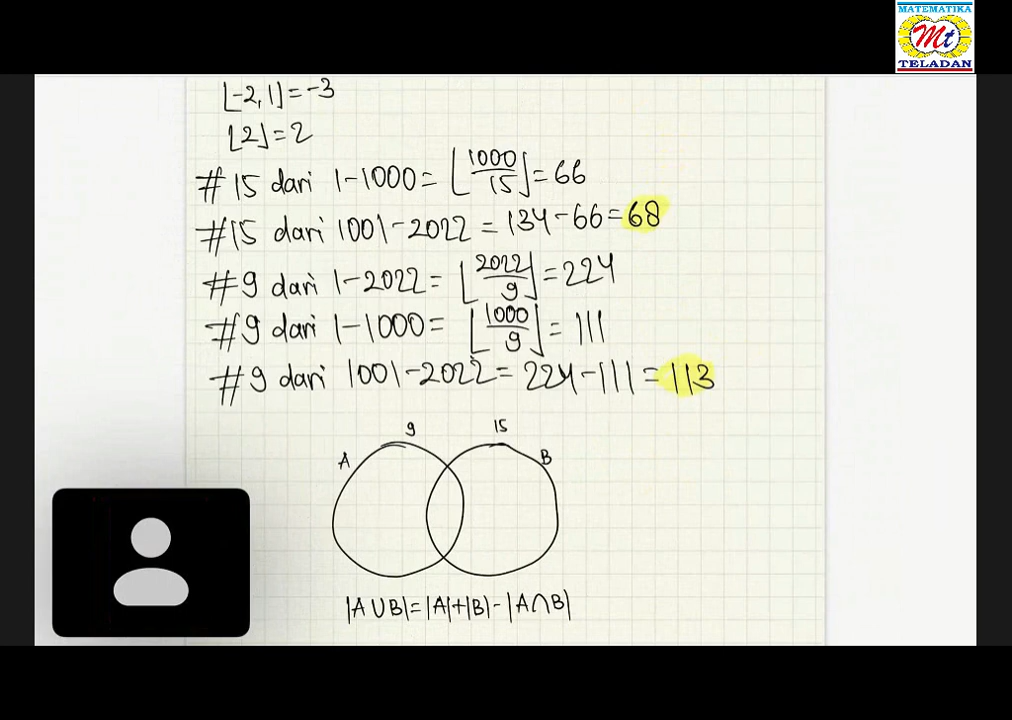 MATEMATIKA
Mt
TELADAN
⌊-2,1⌋=-3
⌊2⌋=2
#15 dari 1-1000=⌊1000/15⌋=66
#15 dari 1001-2022=134-66=68
#9 dari 1-2022=⌊2022/9⌋=224
#9 dari 1-1000=⌊1000/9⌋=111
#9 dari 1001-2022=224-111=113
9 15
A B
|A∪B|=|A|+|B|-|A∩B|